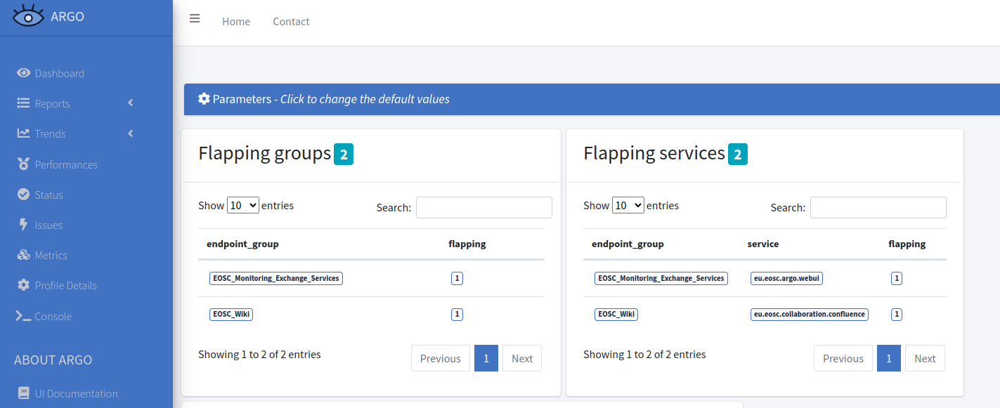 ARGO
Home
Contact
Dashboard
Reports
Trends
Performances
Status
Issues
Metrics
Profile Details
Console
ABOUT ARGO
UI Documentation
Parameters - Click to change the default values
Flapping groups 2
Show 10 entries
Search:
endpoint_group flapping
EOSC_Monitoring_Exchange_Services 1
EOSC_Wiki 1
Showing 1 to 2 of 2 entries
Previous 1 Next
Flapping services 2
Show 10 entries
Search:
endpoint_group service flapping
EOSC_Monitoring_Exchange_Services eu.eosc.argo.webui 1
EOSC_Wiki eu.eosc.collaboration.confluence 1
Showing 1 to 2 of 2 entries
Previous 1 Next